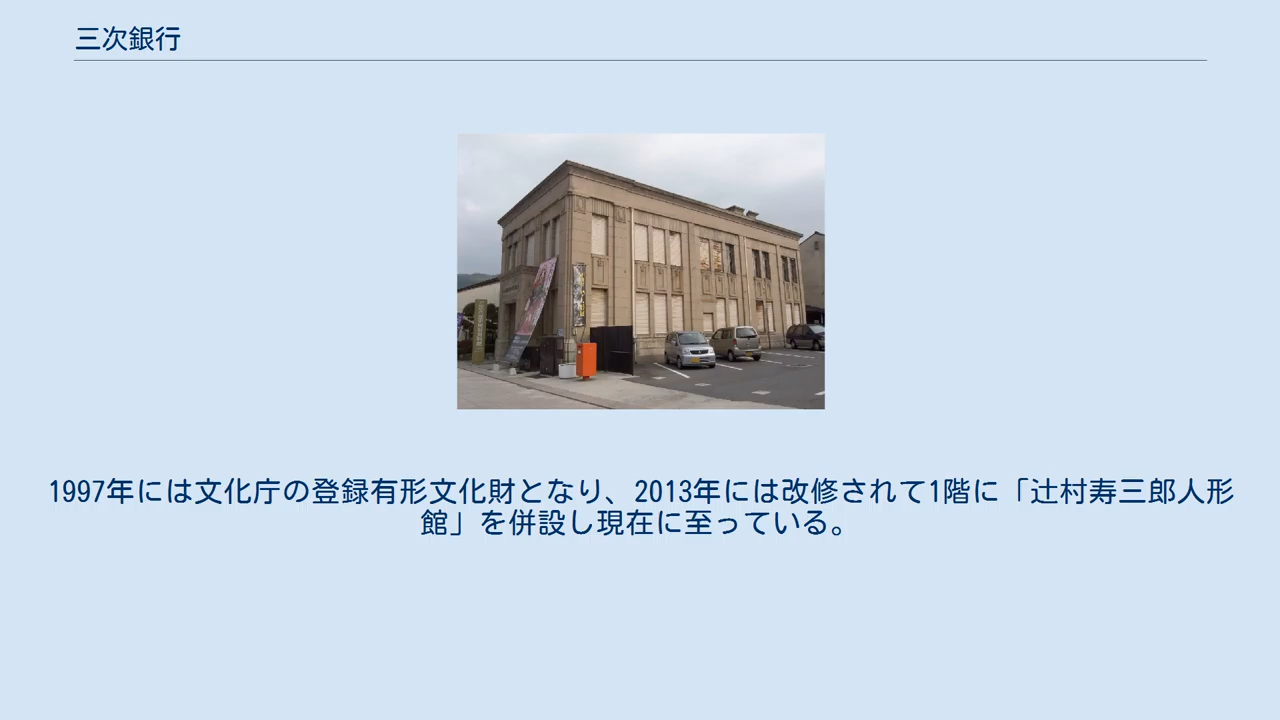 三次銀行
1997年には文化庁の登録有形文化財となり、2013年には改修されて1階に「辻村寿三郎人形
館」を併設し現在に至っている。